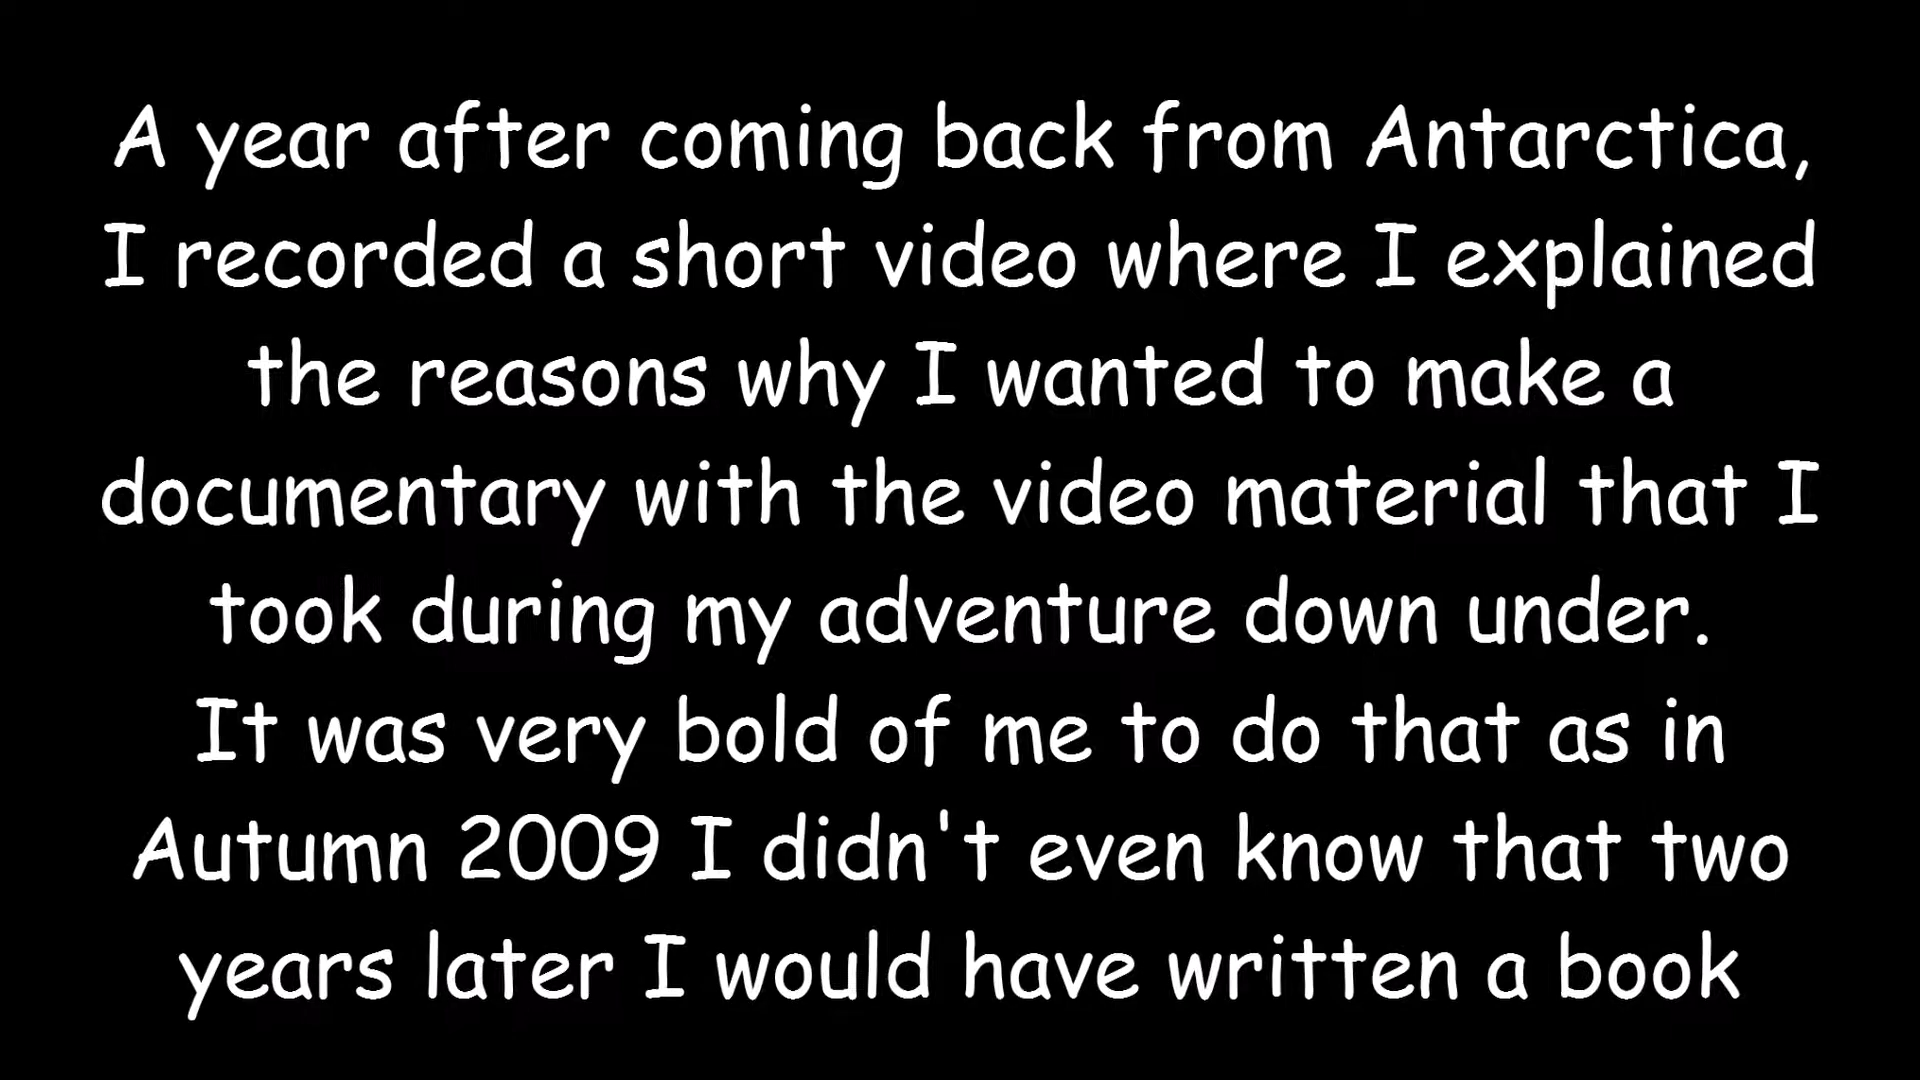 A year after coming back from Antarctica,
I recorded a short video where I explained
the reasons why I wanted to make a
documentary with the video material that I
took during my adventure down under.
It was very bold of me to do that as in
Autumn 2009 I didn't even know that two
years later I would have written a book